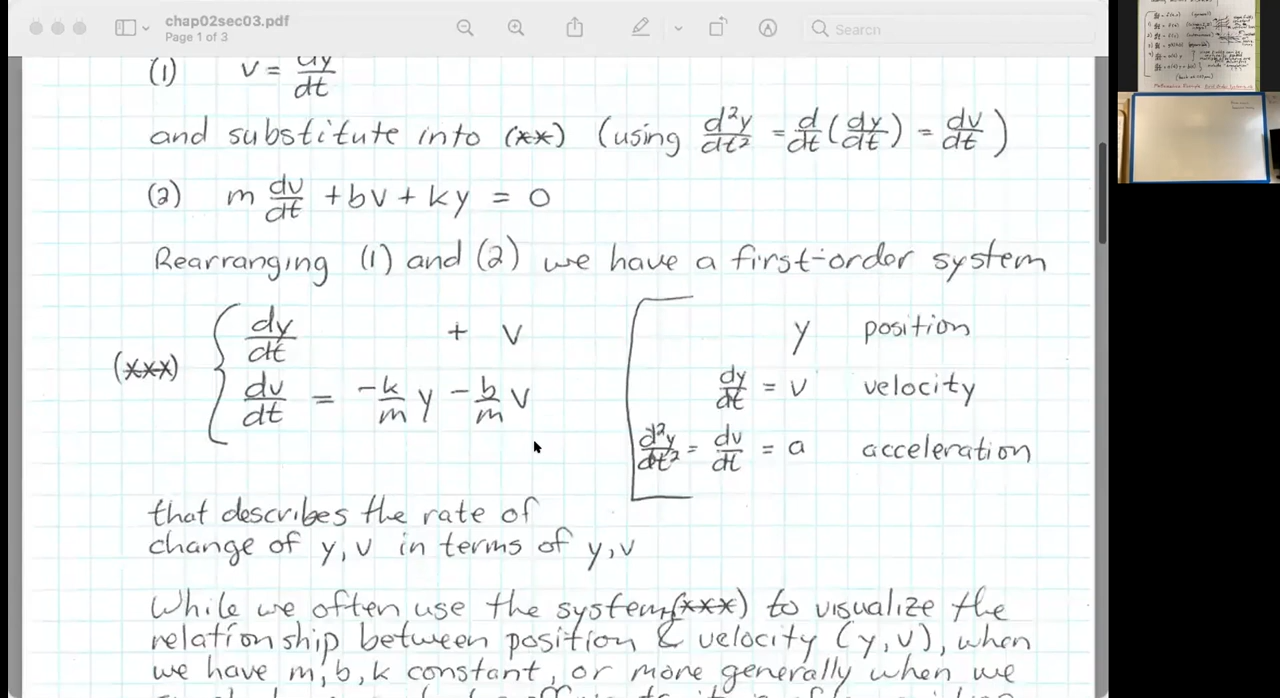 chap02sec03.pdf
Page 1 of 3
Search
(1) v = dy/dt
and substitute into (**) (using d²y/dt² = d/dt(dy/dt) = dv/dt)
(2) m dv/dt + bv + ky = 0
Rearranging (1) and (2) we have a first-order system
(***) { dy/dt + v
dv/dt = -k/m y - b/m v
y position
dy/dt = v velocity
d²y/dt² = dv/dt = a acceleration
that describes the rate of
change of y, v in terms of y, v
While we often use the system (***) to visualize the
relationship between position & velocity (y, v), when
we have m, b, k constant, or more generally when we